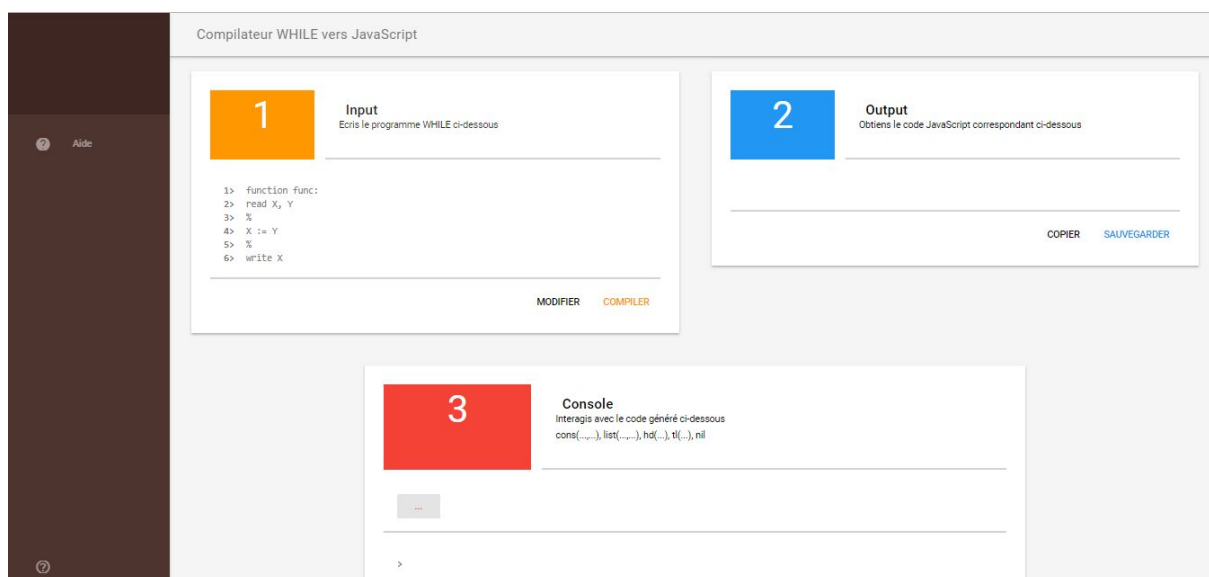 Compilateur WHILE vers JavaScript
Aide
1
Input
Ecris le programme WHILE ci-dessous
1> function func:
2> read X, Y
3> %
4> X := Y
5> %
6> write X
MODIFIER COMPILER
2
Output
Obtiens le code JavaScript correspondant ci-dessous
COPIER SAUVEGARDER
3
Console
Interagis avec le code généré ci-dessous
cons(...,...), list(...,...), hd(...), tl(...), nil
...
>